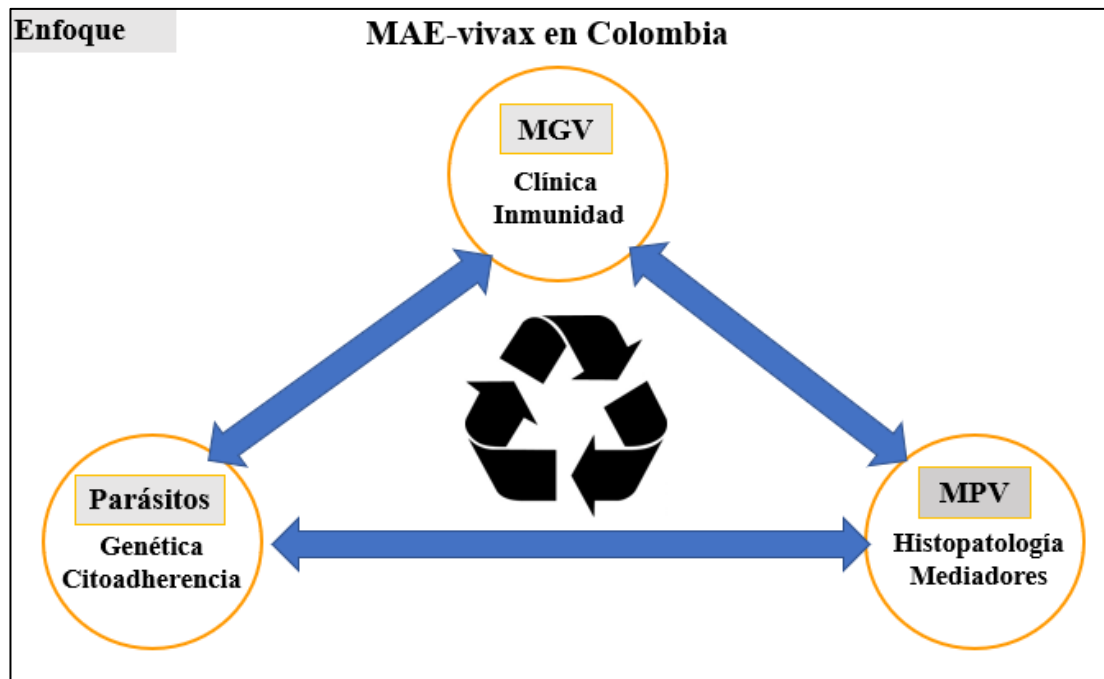 Enfoque
MAE-vivax en Colombia
MGV
Clínica
Inmunidad
Parásitos
Genética
Citoadherencia
MPV
Histopatología
Mediadores